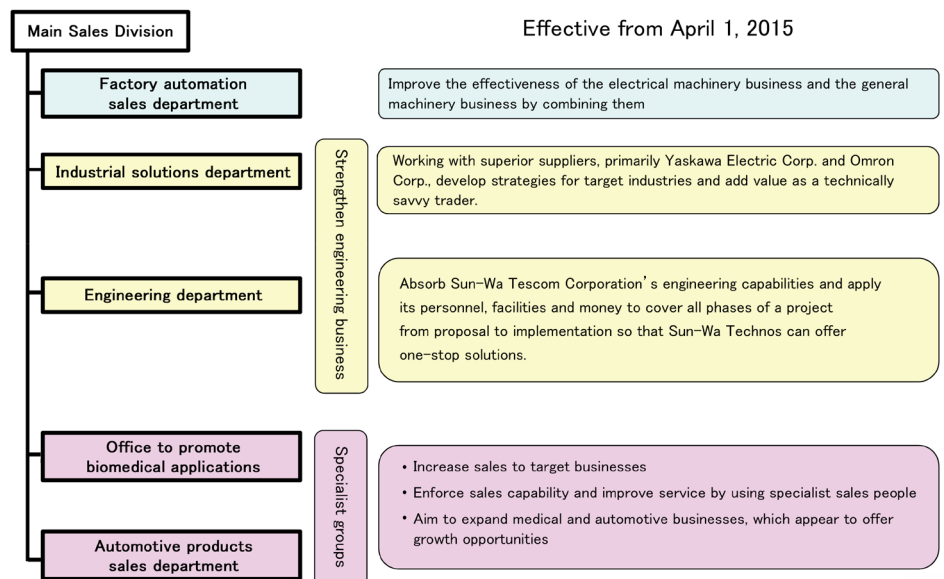 Main Sales Division
Effective from April 1, 2015
Factory automation
sales department
Improve the effectiveness of the electrical machinery business and the general
machinery business by combining them
Industrial solutions department
Strengthen engineering business
Working with superior suppliers, primarily Yaskawa Electric Corp. and Omron
Corp., develop strategies for target industries and add value as a technically
savvy trader.
Engineering department
Absorb Sun-Wa Tescom Corporation's engineering capabilities and apply
its personnel, facilities and money to cover all phases of a project
from proposal to implementation so that Sun-Wa Technos can offer
one-stop solutions.
Office to promote
biomedical applications
Specialist groups
• Increase sales to target businesses
• Enforce sales capability and improve service by using specialist sales people
• Aim to expand medical and automotive businesses, which appear to offer
growth opportunities
Automotive products
sales department